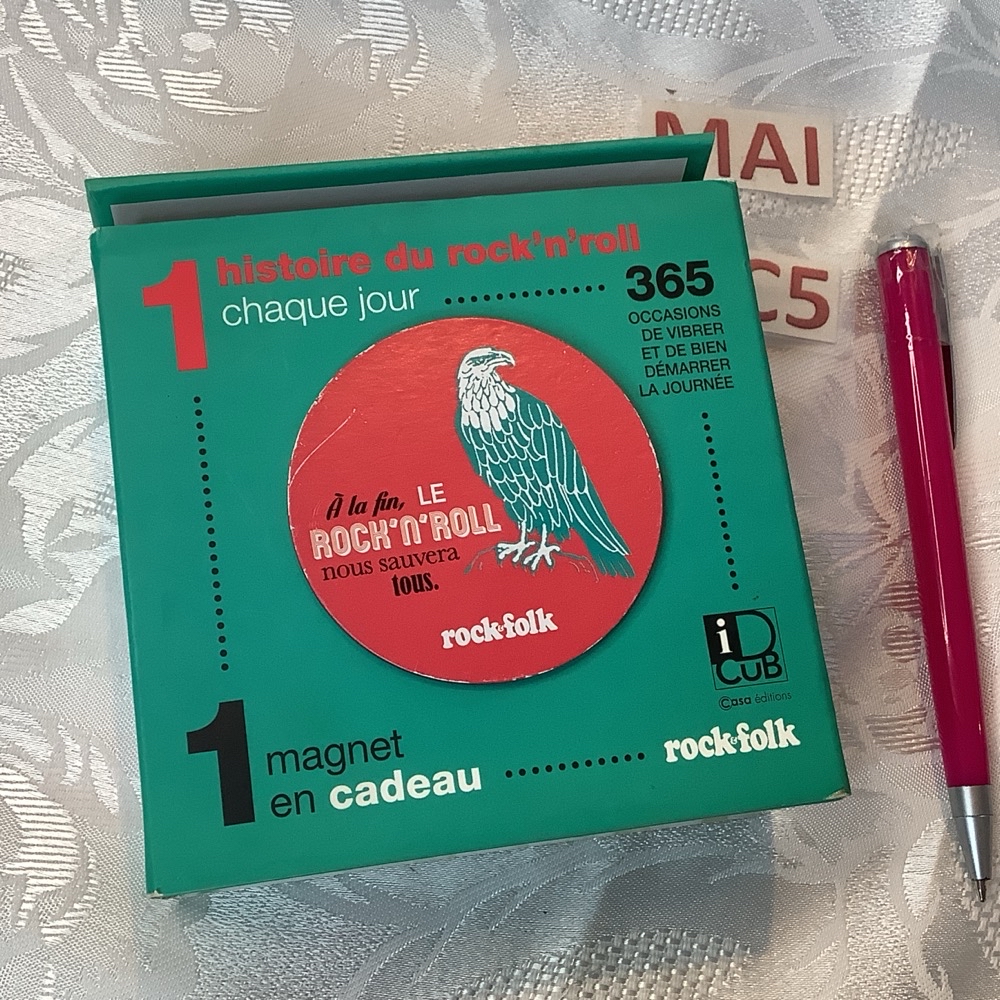 MAI
C5
1 histoire du rock'n'roll
chaque jour
365
OCCASIONS
DE VIBRER
ET DE BIEN
DÉMARRER
LA JOURNÉE
À la fin, LE
ROCK'N'ROLL
nous sauvera
tous.
rock&folk
iD
CUB
Casa éditions
1 magnet
en cadeau
rock&folk